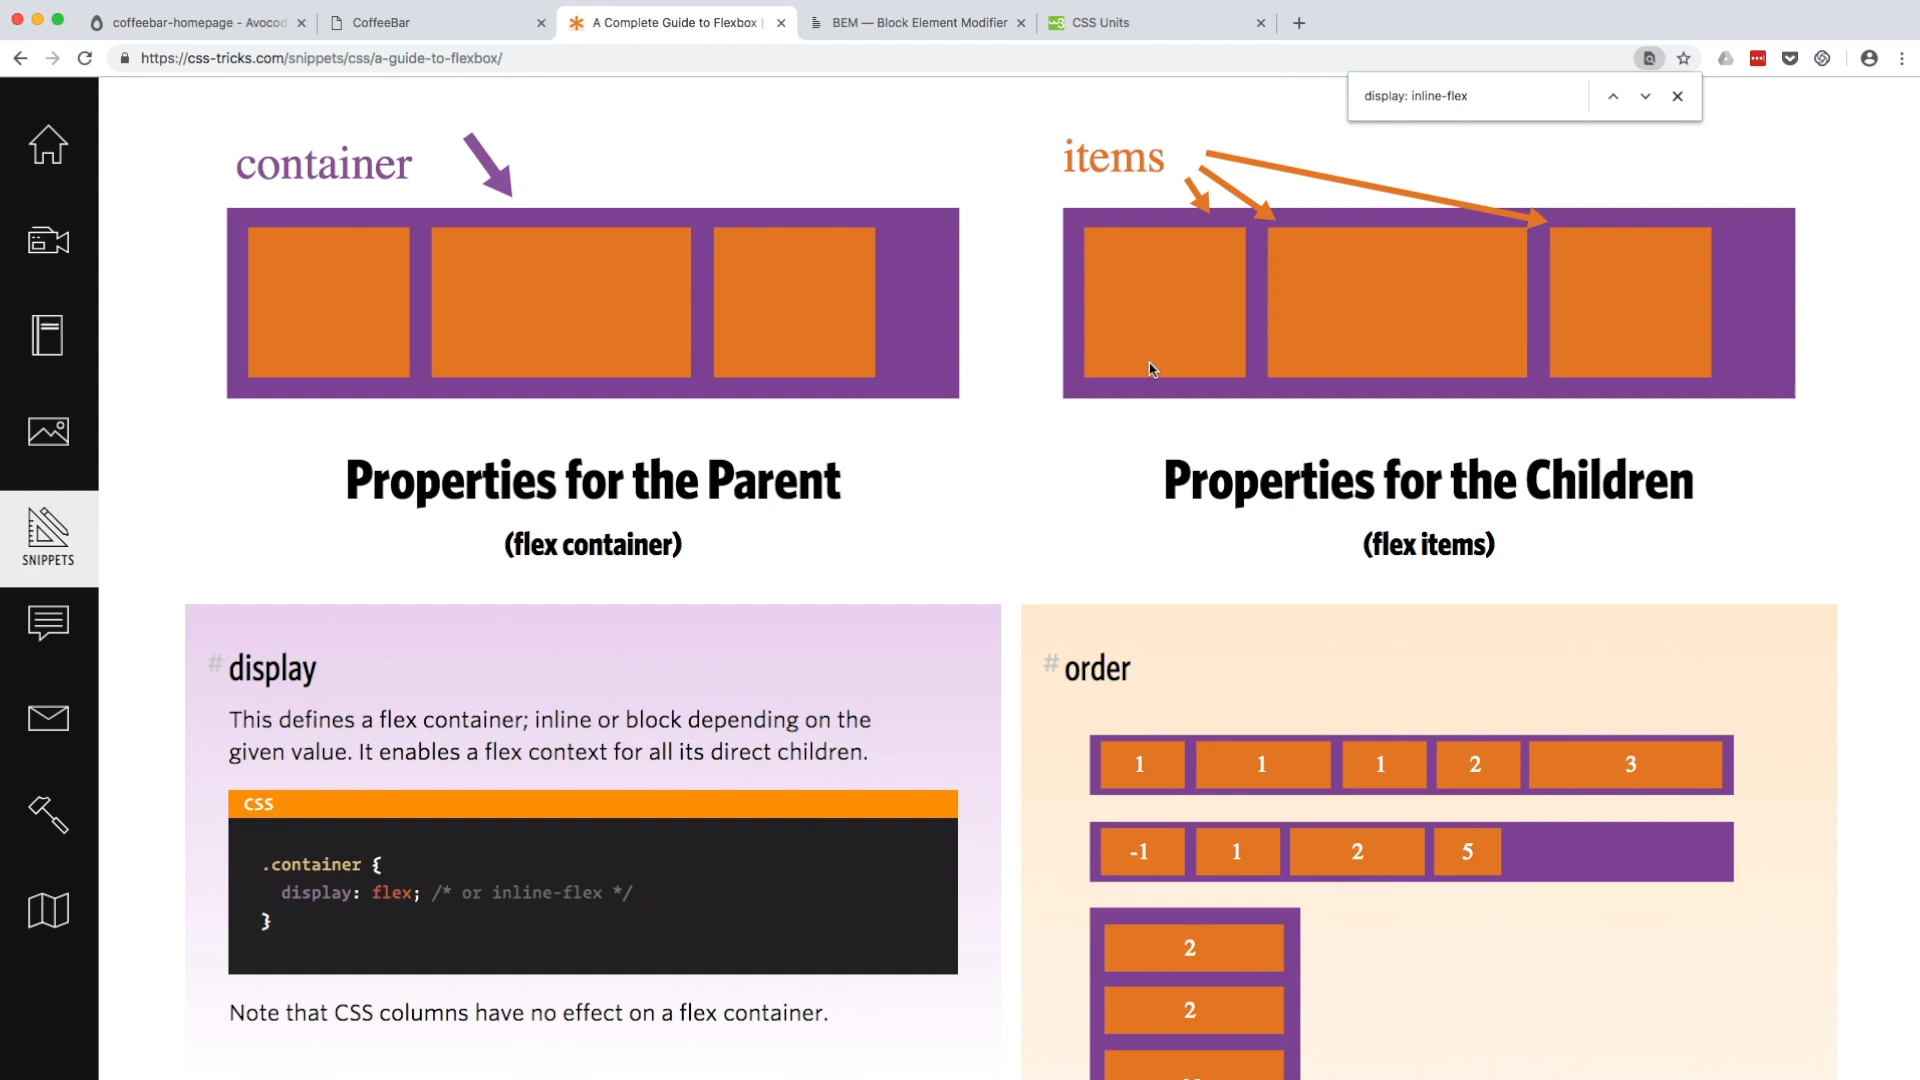 coffeebar-homepage - Avocod
CoffeeBar
A Complete Guide to Flexbox |
BEM — Block Element Modifier
CSS Units
https://css-tricks.com/snippets/css/a-guide-to-flexbox/
display: inline-flex
container
items
Properties for the Parent
(flex container)
Properties for the Children
(flex items)
SNIPPETS
# display
This defines a flex container; inline or block depending on the
given value. It enables a flex context for all its direct children.
CSS
.container {
display: flex; /* or inline-flex */
}
Note that CSS columns have no effect on a flex container.
# order
1 1 1 2 3
-1 1 2 5
2
2